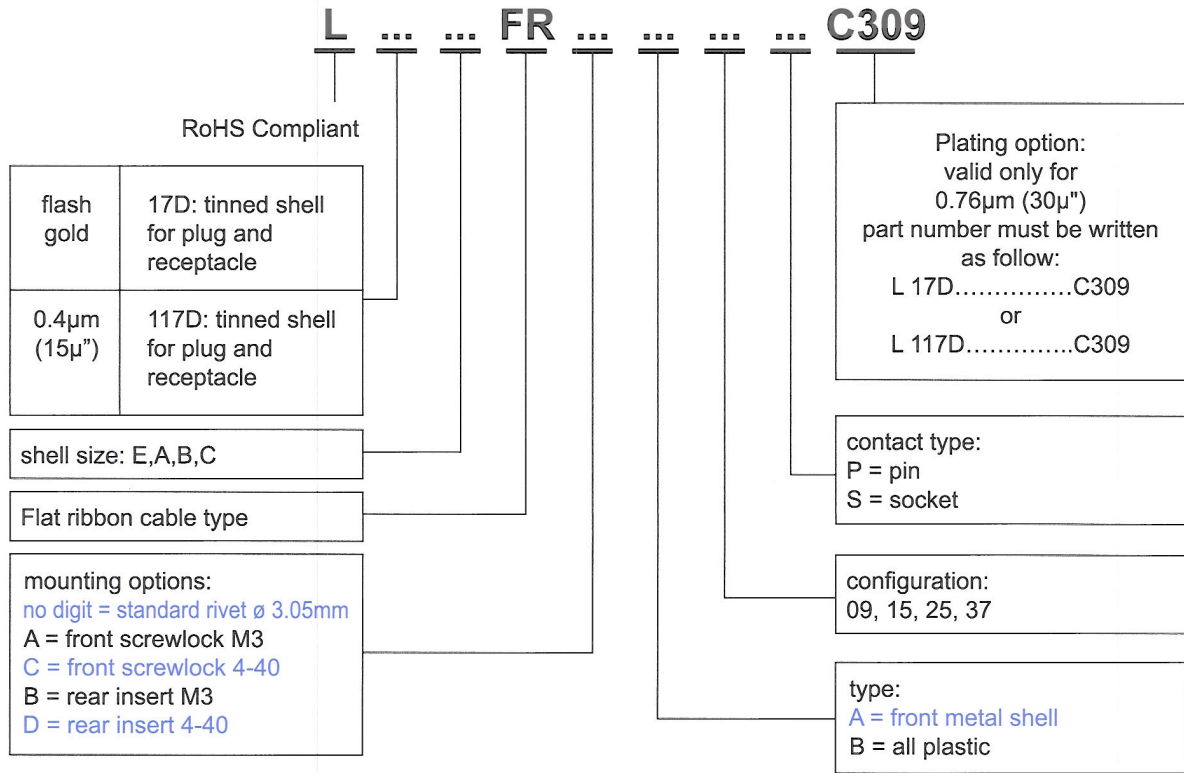 L ... ... FR ... ... ... ... C309
RoHS Compliant
flash
gold
17D: tinned shell
for plug and
receptacle
0.4µm
(15µ”)
117D: tinned shell
for plug and
receptacle
shell size: E,A,B,C
Flat ribbon cable type
mounting options:
no digit = standard rivet ø 3.05mm
A = front screwlock M3
C = front screwlock 4-40
B = rear insert M3
D = rear insert 4-40
Plating option:
valid only for
0.76µm (30µ")
part number must be written
as follow:
L 17D...............C309
or
L 117D..............C309
contact type:
P = pin
S = socket
configuration:
09, 15, 25, 37
type:
A = front metal shell
B = all plastic